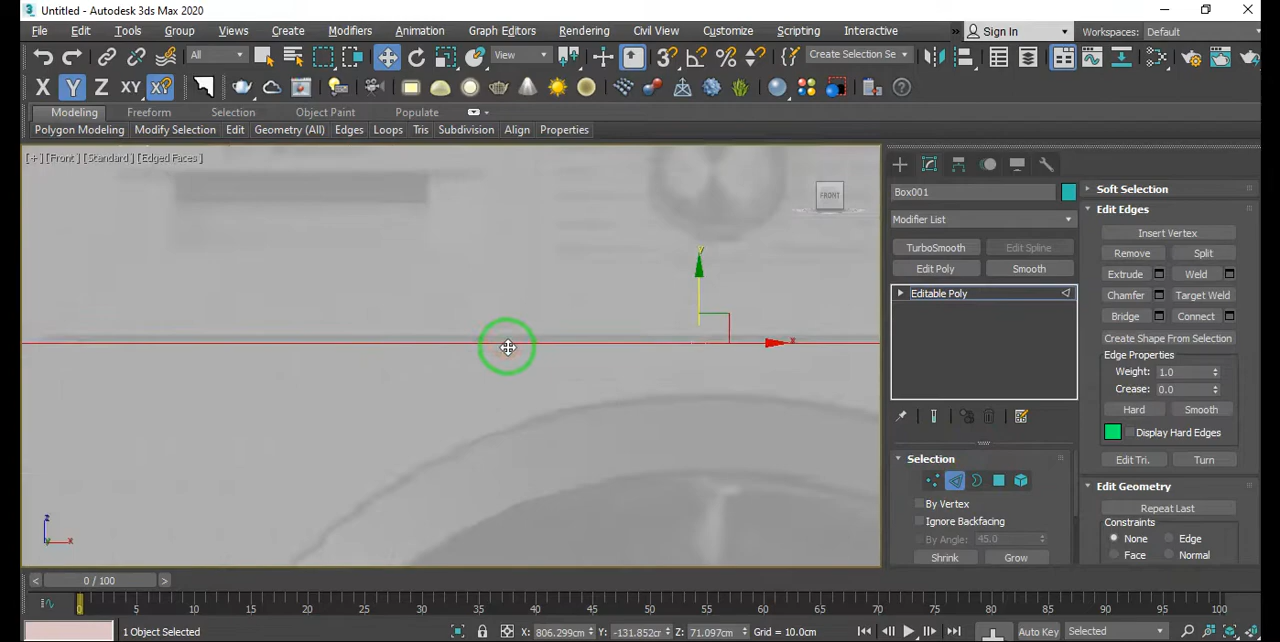 Untitled - Autodesk 3ds Max 2020
File Edit Tools Group Views Create Modifiers Animation Graph Editors Rendering Civil View Customize Scripting Interactive » Sign In Workspaces: Default
All View Create Selection Se
X Y Z XY
Modeling Freeform Selection Object Paint Populate
Polygon Modeling Modify Selection Edit Geometry (All) Edges Loops Tris Subdivision Align Properties
[+] [Front] [Standard] [Edged Faces]
FRONT
y
x
z
x
Box001
Modifier List
TurboSmooth Edit Spline
Edit Poly Smooth
Editable Poly
Selection
By Vertex
Ignore Backfacing
By Angle: 45.0
Shrink Grow
Soft Selection
Edit Edges
Insert Vertex
Remove Split
Extrude Weld
Chamfer Target Weld
Bridge Connect
Create Shape From Selection
Edge Properties
Weight: 1.0
Crease: 0.0
Hard Smooth
Display Hard Edges
Edit Tri. Turn
Edit Geometry
Repeat Last
Constraints
None Edge
Face Normal
< 0 / 100 >
0 5 10 15 20 25 30 35 40 45 50 55 60 65 70 75 80 85 90 95 100
1 Object Selected X: 806.299cm Y: -131.852cm Z: 71.097cm Grid = 10.0cm Auto Key Selected